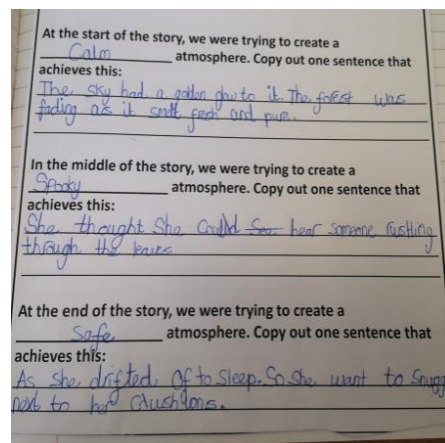 At the start of the story, we were trying to create a
Calm atmosphere. Copy out one sentence that
achieves this:
The sky had a golden glow to it. The forest was
fading as it smelt fresh and pure.
In the middle of the story, we were trying to create a
Spooky atmosphere. Copy out one sentence that
achieves this:
She thought she could hear someone rustling
through the leaves
At the end of the story, we were trying to create a
Safe atmosphere. Copy out one sentence that
achieves this:
As she drifted of to sleep. So she want to
next to her